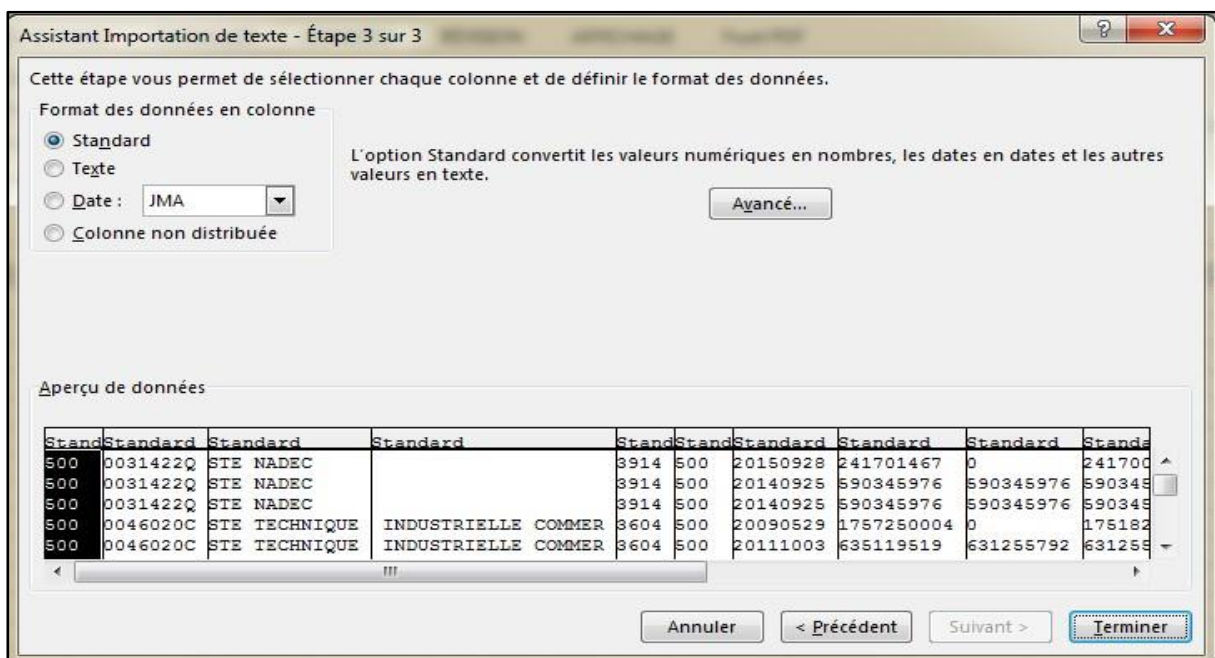 Assistant Importation de texte - Étape 3 sur 3
Cette étape vous permet de sélectionner chaque colonne et de définir le format des données.
Format des données en colonne
Standard
Texte
Date : JMA
Colonne non distribuée
L'option Standard convertit les valeurs numériques en nombres, les dates en dates et les autres
valeurs en texte.
Avancé...
Aperçu de données
Stand Standard Standard Standard Stand Stand Standard Standard Standard Standa
500 0031422Q STE NADEC 3914 500 20150928 241701467 0 241700
500 0031422Q STE NADEC 3914 500 20140925 590345976 590345976 590345
500 0031422Q STE NADEC 3914 500 20140925 590345976 590345976 590345
500 0046020C STE TECHNIQUE INDUSTRIELLE COMMER 3604 500 20090529 1757250004 0 175182
500 0046020C STE TECHNIQUE INDUSTRIELLE COMMER 3604 500 20111003 635119519 631255792 631255
Annuler < Précédent Suivant > Terminer